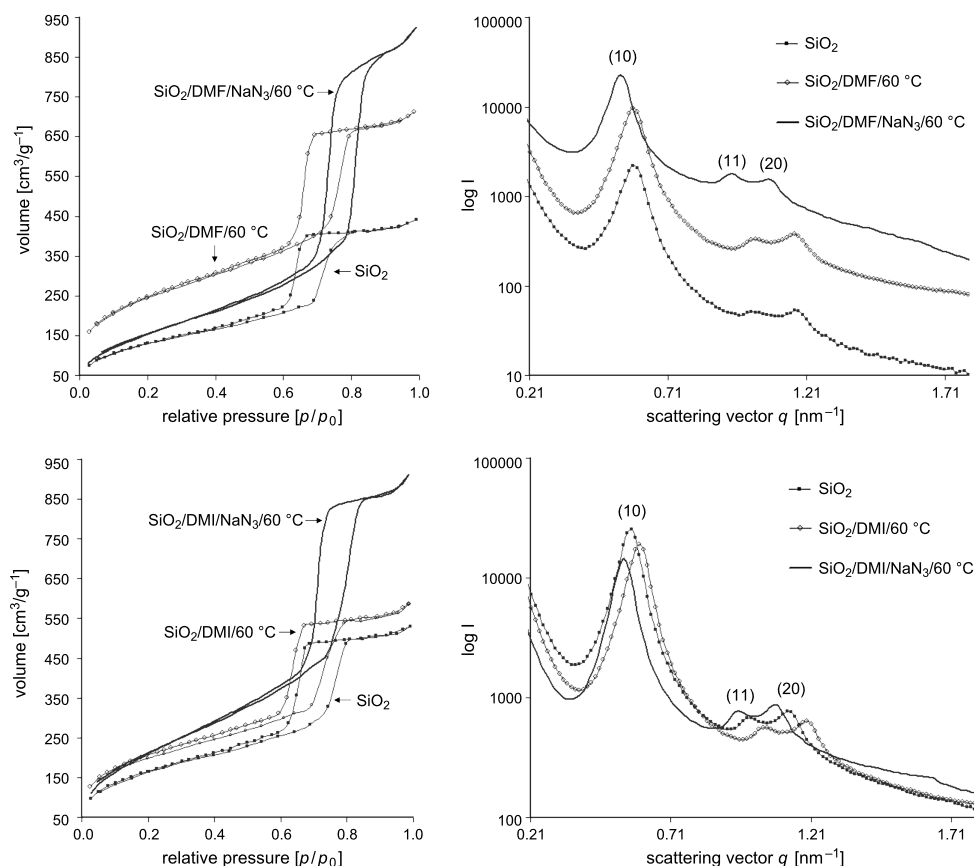 950
850
750
650
550
450
350
250
150
50
volume [cm³/g⁻¹]
SiO₂/DMF/NaN₃/60 °C
SiO₂/DMF/60 °C
SiO₂
0.0 0.2 0.4 0.6 0.8 1.0
relative pressure [p/p₀]
100000
10000
1000
100
10
log I
(10)
(11)
(20)
SiO₂
SiO₂/DMF/60 °C
SiO₂/DMF/NaN₃/60 °C
0.21 0.71 1.21 1.71
scattering vector q [nm⁻¹]
950
850
750
650
550
450
350
250
150
50
volume [cm³/g⁻¹]
SiO₂/DMI/NaN₃/60 °C
SiO₂/DMI/60 °C
SiO₂
0.0 0.2 0.4 0.6 0.8 1.0
relative pressure [p/p₀]
100000
10000
1000
100
log I
(10)
(11)
(20)
SiO₂
SiO₂/DMI/60 °C
SiO₂/DMI/NaN₃/60 °C
0.21 0.71 1.21 1.71
scattering vector q [nm⁻¹]